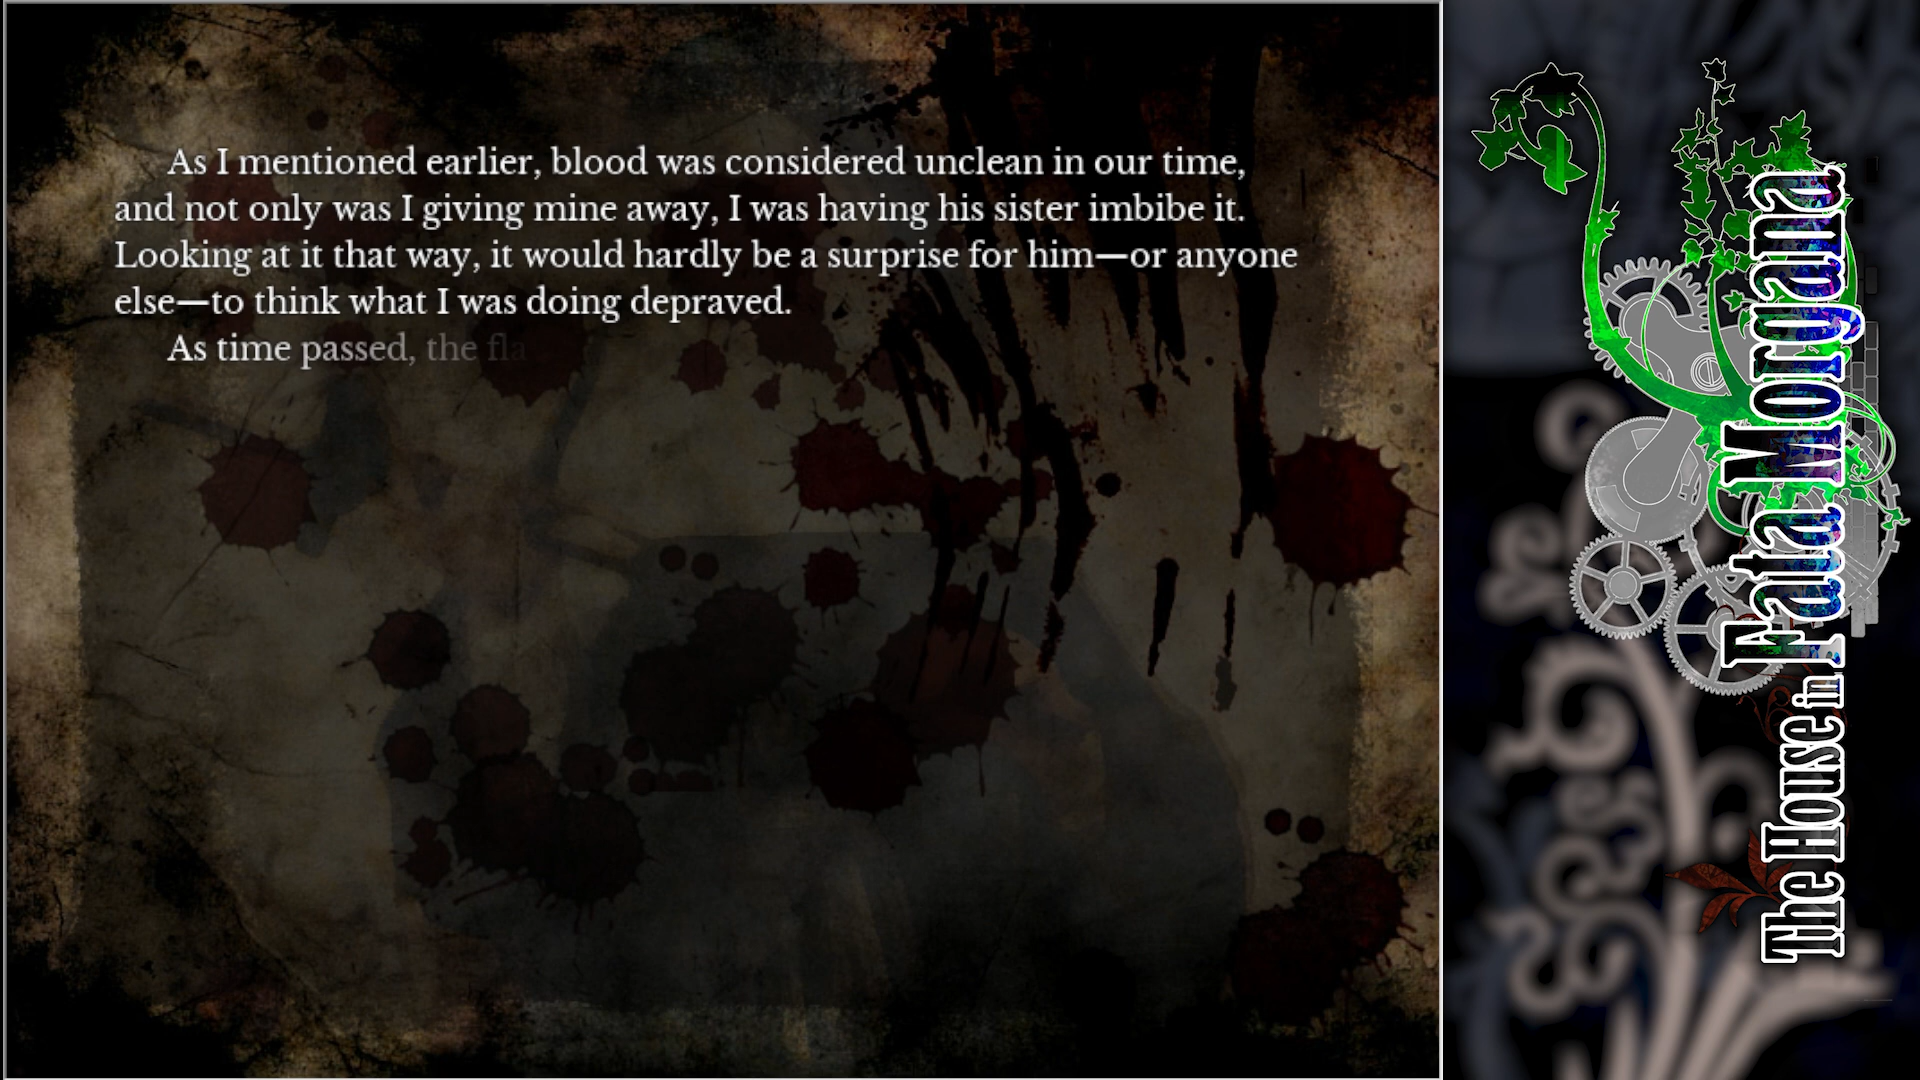 As I mentioned earlier, blood was considered unclean in our time,
and not only was I giving mine away, I was having his sister imbibe it.
Looking at it that way, it would hardly be a surprise for him—or anyone
else—to think what I was doing depraved.
As time passed, the fla
The House in Fata Morgana